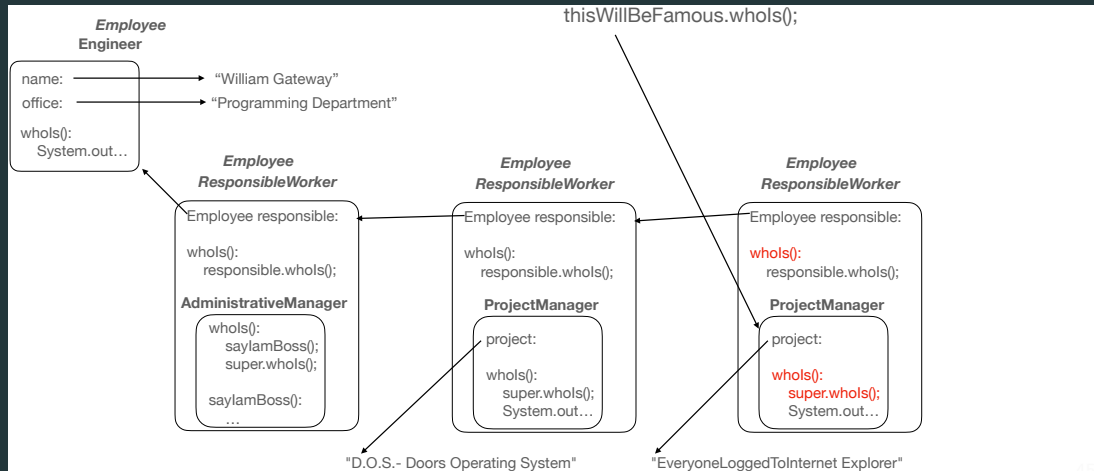 thisWillBeFamous.whoIs();
Employee
Engineer
name:
"William Gateway"
office:
"Programming Department"
whoIs():
System.out…
Employee
ResponsibleWorker
Employee responsible:
whoIs():
responsible.whoIs();
AdministrativeManager
whoIs():
sayIamBoss();
super.whoIs();
sayIamBoss():
…
Employee
ResponsibleWorker
Employee responsible:
whoIs():
responsible.whoIs();
ProjectManager
project:
whoIs():
super.whoIs();
System.out…
"D.O.S.- Doors Operating System"
Employee
ResponsibleWorker
Employee responsible:
whoIs():
responsible.whoIs();
ProjectManager
project:
whoIs():
super.whoIs();
System.out…
"EveryoneLoggedToInternet Explorer"